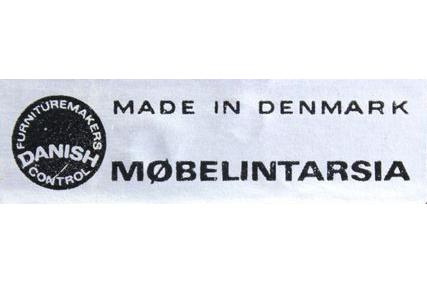 FURNITUREMAKERS
DANISH
CONTROL
MADE IN DENMARK
MØBELINTARSIA